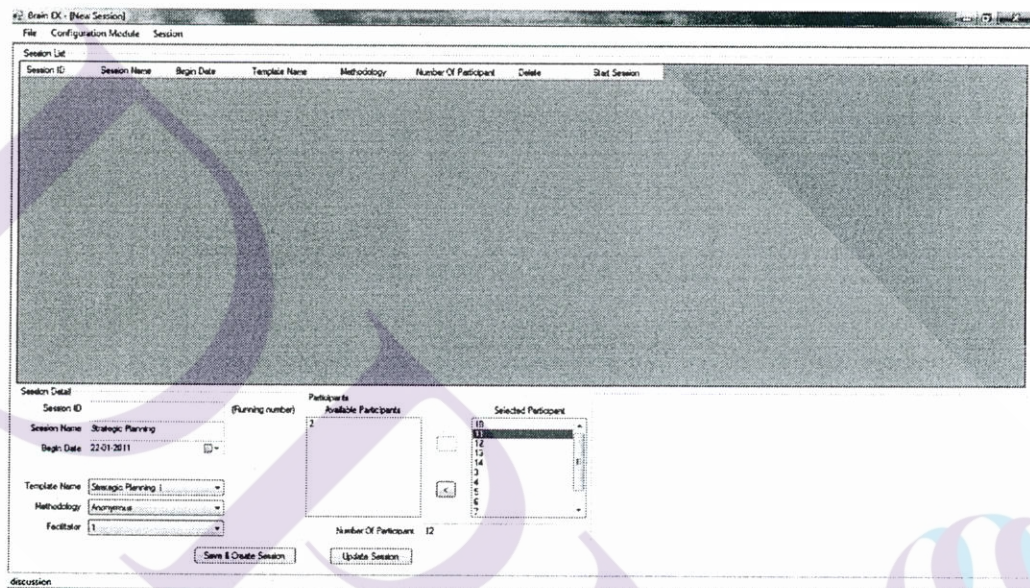 Brain EX - [New Session]
File Configuration Module Session
Session List
Session ID Session Name Begin Date Template Name Methodology Number Of Participant Delete Start Session
Session Detail
Session ID (Running number)
Session Name Strategic Planning
Begin Date 22-01-2011
Template Name Strategic Planning 1
Methodology Anonymous
Facilitator 1
Participants
Available Participants
2
Selected Participant
10
11
12
13
14
3
4
5
6
7
<
Number Of Participant 12
Save & Create Session Update Session
discussion